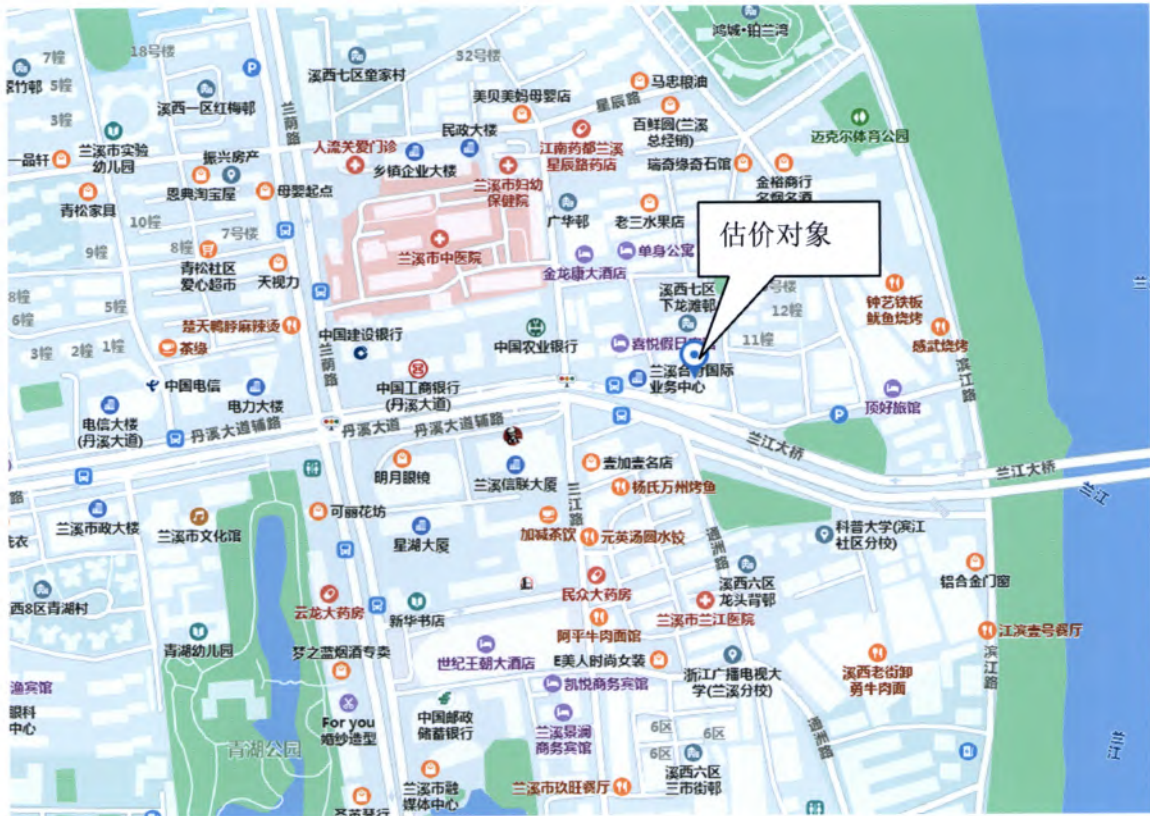 鸿城·铂兰湾
7幢
18号楼
52号楼
溪西七区童家村
5幢
翠竹邨
溪西一区红梅邨
兰荫路
马忠粮油
美贝美妈母婴店
星辰路
3幢
百鲜园(兰溪
总经销)
迈克尔体育公园
兰溪市实验
幼儿园
民政大楼
人流关爱门诊
江南药都兰溪
星辰路药店
一品轩
振兴房产
乡镇企业大楼
瑞奇缘奇石馆
兰溪市妇幼
保健院
金裕商行
名烟名酒
恩典淘宝屋
母婴起点
青松家具
10幢
广华邨
老三水果店
7号楼
8幢
9幢
估价对象
兰溪市中医院
单身公寓
青松社区
爱心超市
天视力
金龙康大酒店
兰
溪西七区
下龙滩邨
号楼
钟艺铁板
鱿鱼烧烤
8幢
6幢
12幢
楚天鸭脖麻辣烫
中国建设银行
中国农业银行
喜悦假日
11幢
感武烧烤
3幢
2幢
1幢
茶缘
兰荫路
滨江路
中国工商银行
(丹溪大道)
兰溪合
国际
业务中心
中国电信
电力大楼
顶好旅馆
电信大楼
(丹溪大道)
丹溪大道辅路
丹溪大道
丹溪大道辅路
兰江大桥
明月眼镜
兰溪信联大厦
壹加壹名店
兰江大桥
兰江
杨氏万州烤鱼
路
三江路
兰溪市政大楼
兰溪市文化馆
可丽花坊
星湖大厦
加减茶饮
元英汤圆水饺
科普大学(滨江
社区分校)
洗衣
溪西六区
龙头背邨
铝合金门窗
民众大药房
西8区青湖村
云龙大药房
新华书店
兰溪市兰江医院
阿平牛肉面馆
江滨壹号餐厅
青湖幼儿园
梦之蓝烟酒专卖
世纪王朝大酒店
E美人时尚女装
浙江广播电视大
学(兰溪分校)
溪西老街卸
勇牛肉面
滨江路
渔宾馆
凯悦商务宾馆
眼科
中心
For you
婚纱造型
中国邮政
储蓄银行
兰溪景润
商务宾馆
6区
6区
6区
青湖公园
兰江
溪西六区
三市街邨
兰溪市融
媒体中心
兰溪市玖旺餐厅